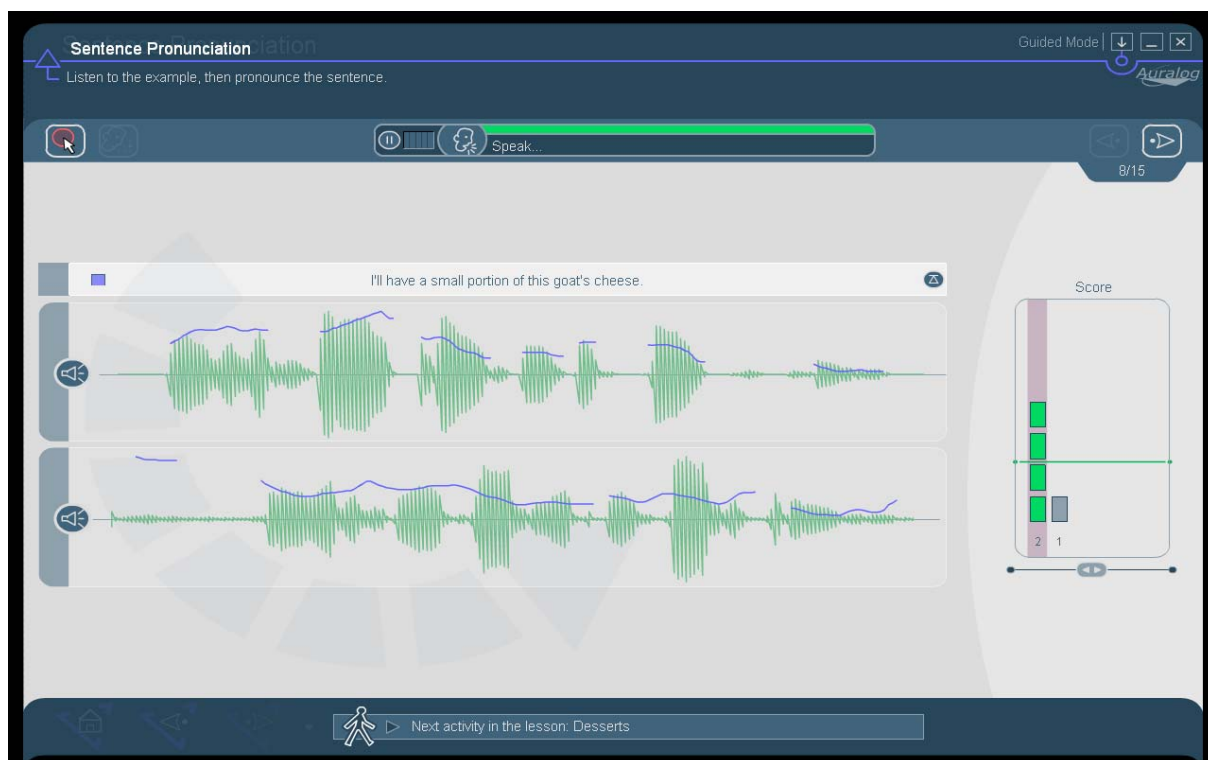 Sentence Pronunciation
Guided Mode
Listen to the example, then pronounce the sentence.
Auralog
Speak...
8/15
I'll have a small portion of this goat's cheese.
Score
2 1
Next activity in the lesson: Desserts